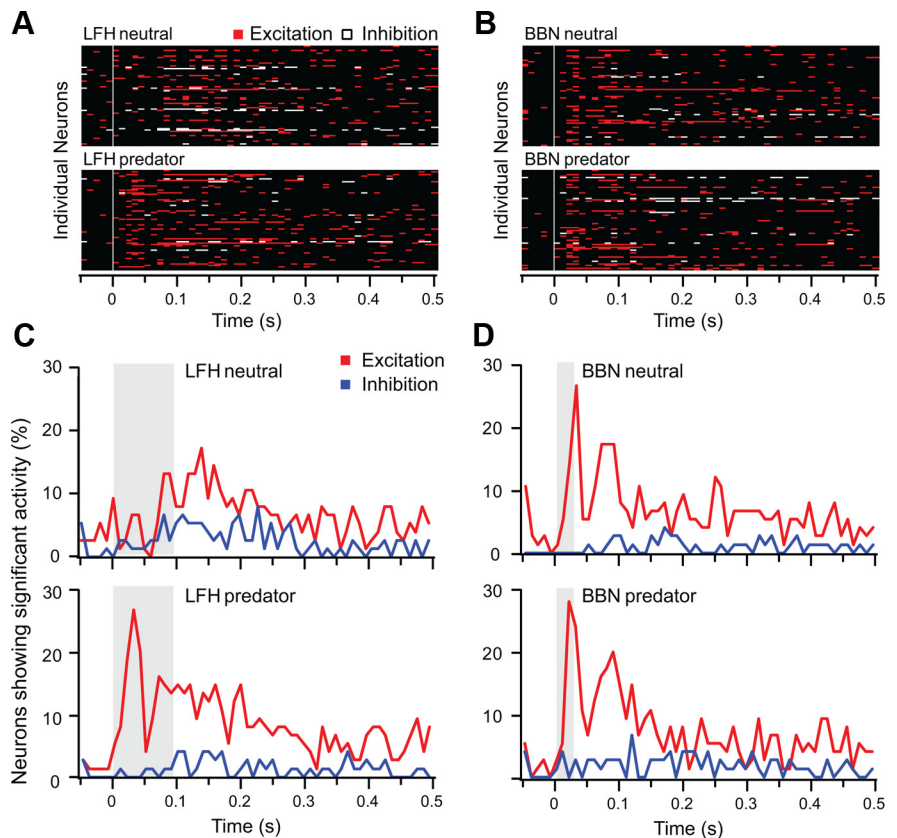 A
LFH neutral
Excitation
Inhibition
Individual Neurons
LFH predator
0 0.1 0.2 0.3 0.4 0.5
Time (s)
B
BBN neutral
Individual Neurons
BBN predator
0 0.1 0.2 0.3 0.4 0.5
Time (s)
C
Excitation
Inhibition
LFH neutral
30
20
10
0
Neurons showing significant activity (%)
LFH predator
30
20
10
0
0 0.1 0.2 0.3 0.4 0.5
Time (s)
D
BBN neutral
30
20
10
0
BBN predator
30
20
10
0 0.1 0.2 0.3 0.4 0.5
Time (s)